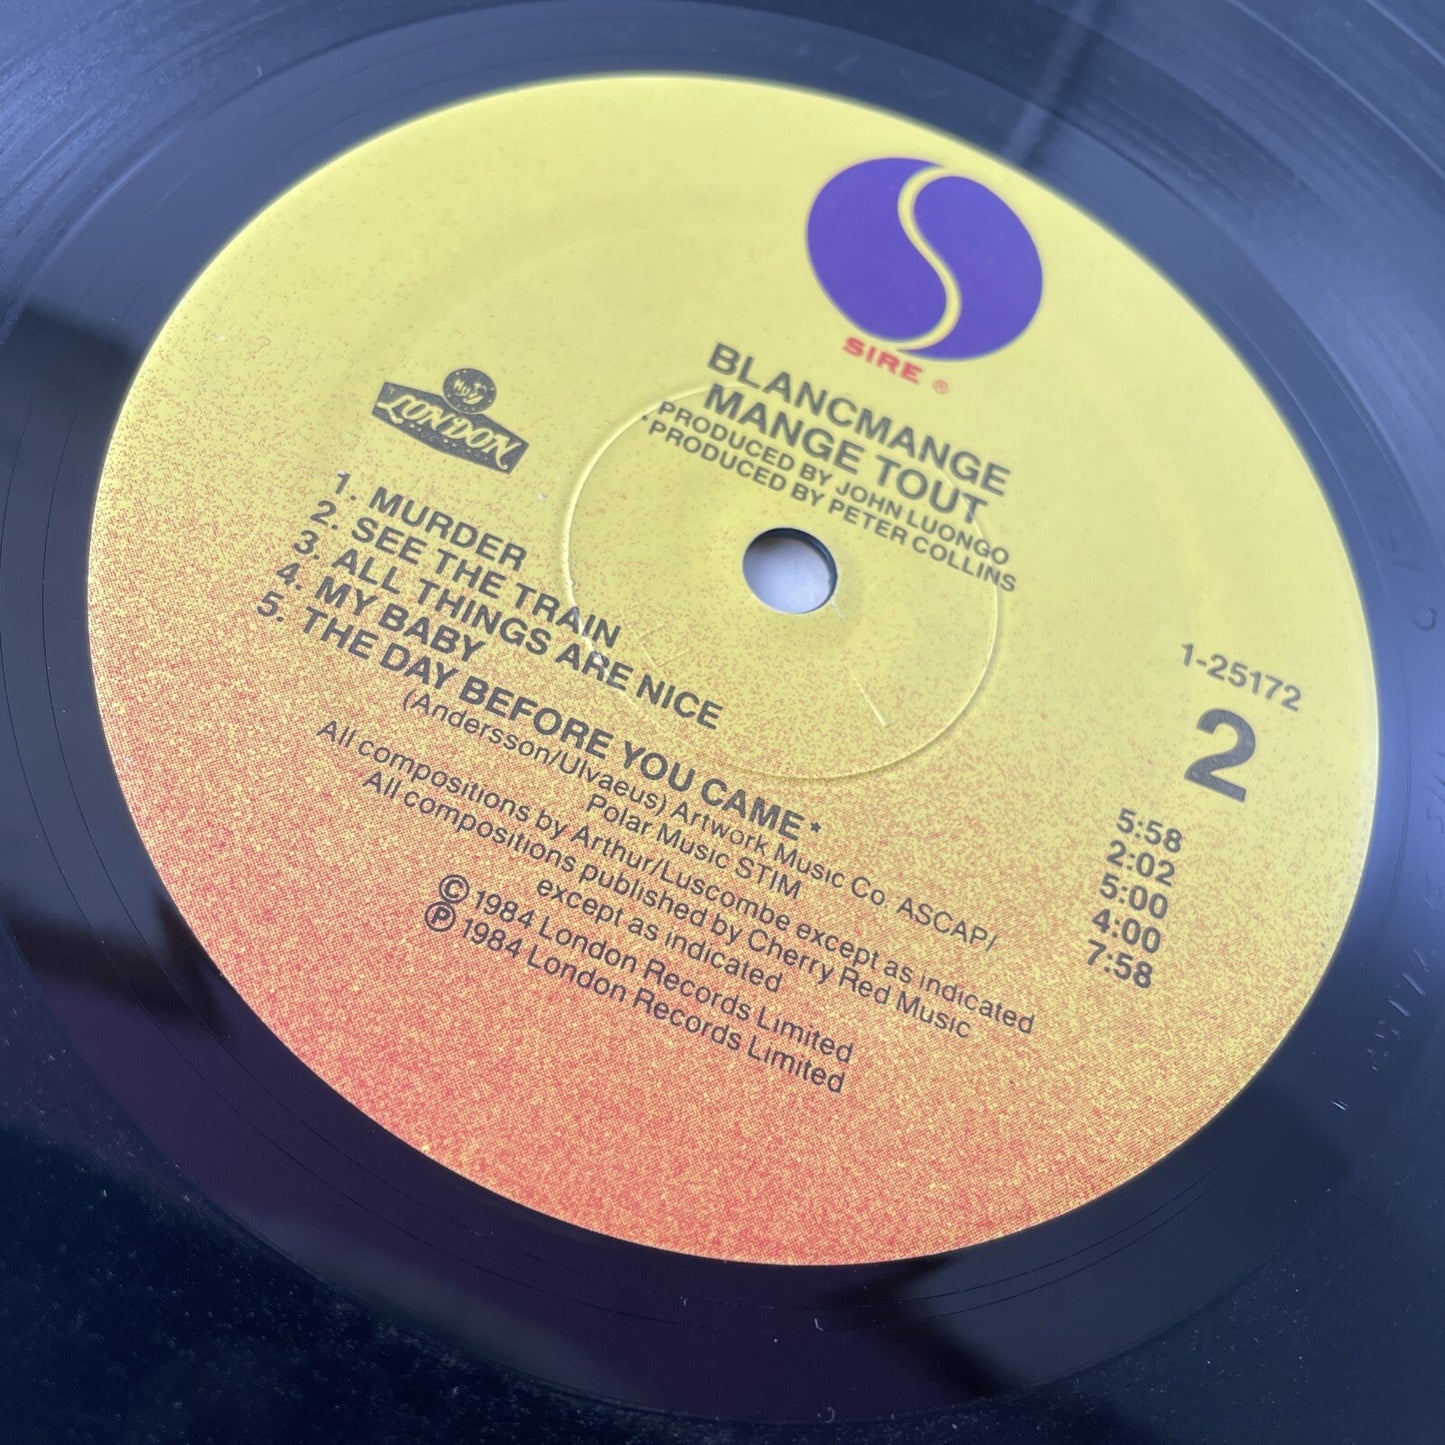 SIRE ®
BLANCMANGE
MANGE TOUT
PRODUCED BY JOHN LUONGO
*PRODUCED BY PETER COLLINS
LONDON
1-25172
2
1. MURDER 5:58
2. SEE THE TRAIN 2:02
3. ALL THINGS ARE NICE 5:00
4. MY BABY 4:00
5. THE DAY BEFORE YOU CAME* 7:58
(Andersson/Ulvaeus) Artwork Music Co. ASCAP/
Polar Music STIM
All compositions by Arthur/Luscombe except as indicated
All compositions published by Cherry Red Music
except as indicated
© 1984 London Records Limited
℗ 1984 London Records Limited